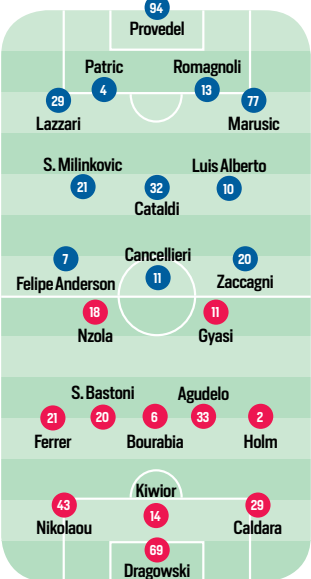 94
Provedel
Patric Romagnoli
29 4 13 77
Lazzari Marusic
S. Milinkovic Luis Alberto
21 32 10
Cataldi
7 Cancellieri 20
Felipe Anderson 11 Zaccagni
18 11
Nzola Gyasi
S. Bastoni Agudelo
21 20 6 33 2
Ferrer Bourabia Holm
Kiwior
43 14 29
Nikolaou Caldara
69
Dragowski